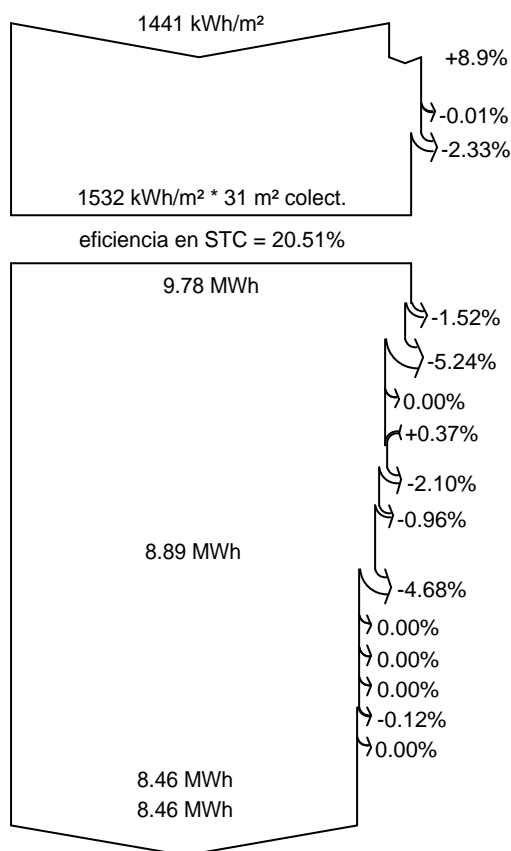 1441 kWh/m²
+8.9%
-0.01%
-2.33%
1532 kWh/m² * 31 m² colect.
eficiencia en STC = 20.51%
9.78 MWh
-1.52%
-5.24%
0.00%
+0.37%
-2.10%
-0.96%
8.89 MWh
-4.68%
0.00%
0.00%
0.00%
-0.12%
0.00%
8.46 MWh
8.46 MWh